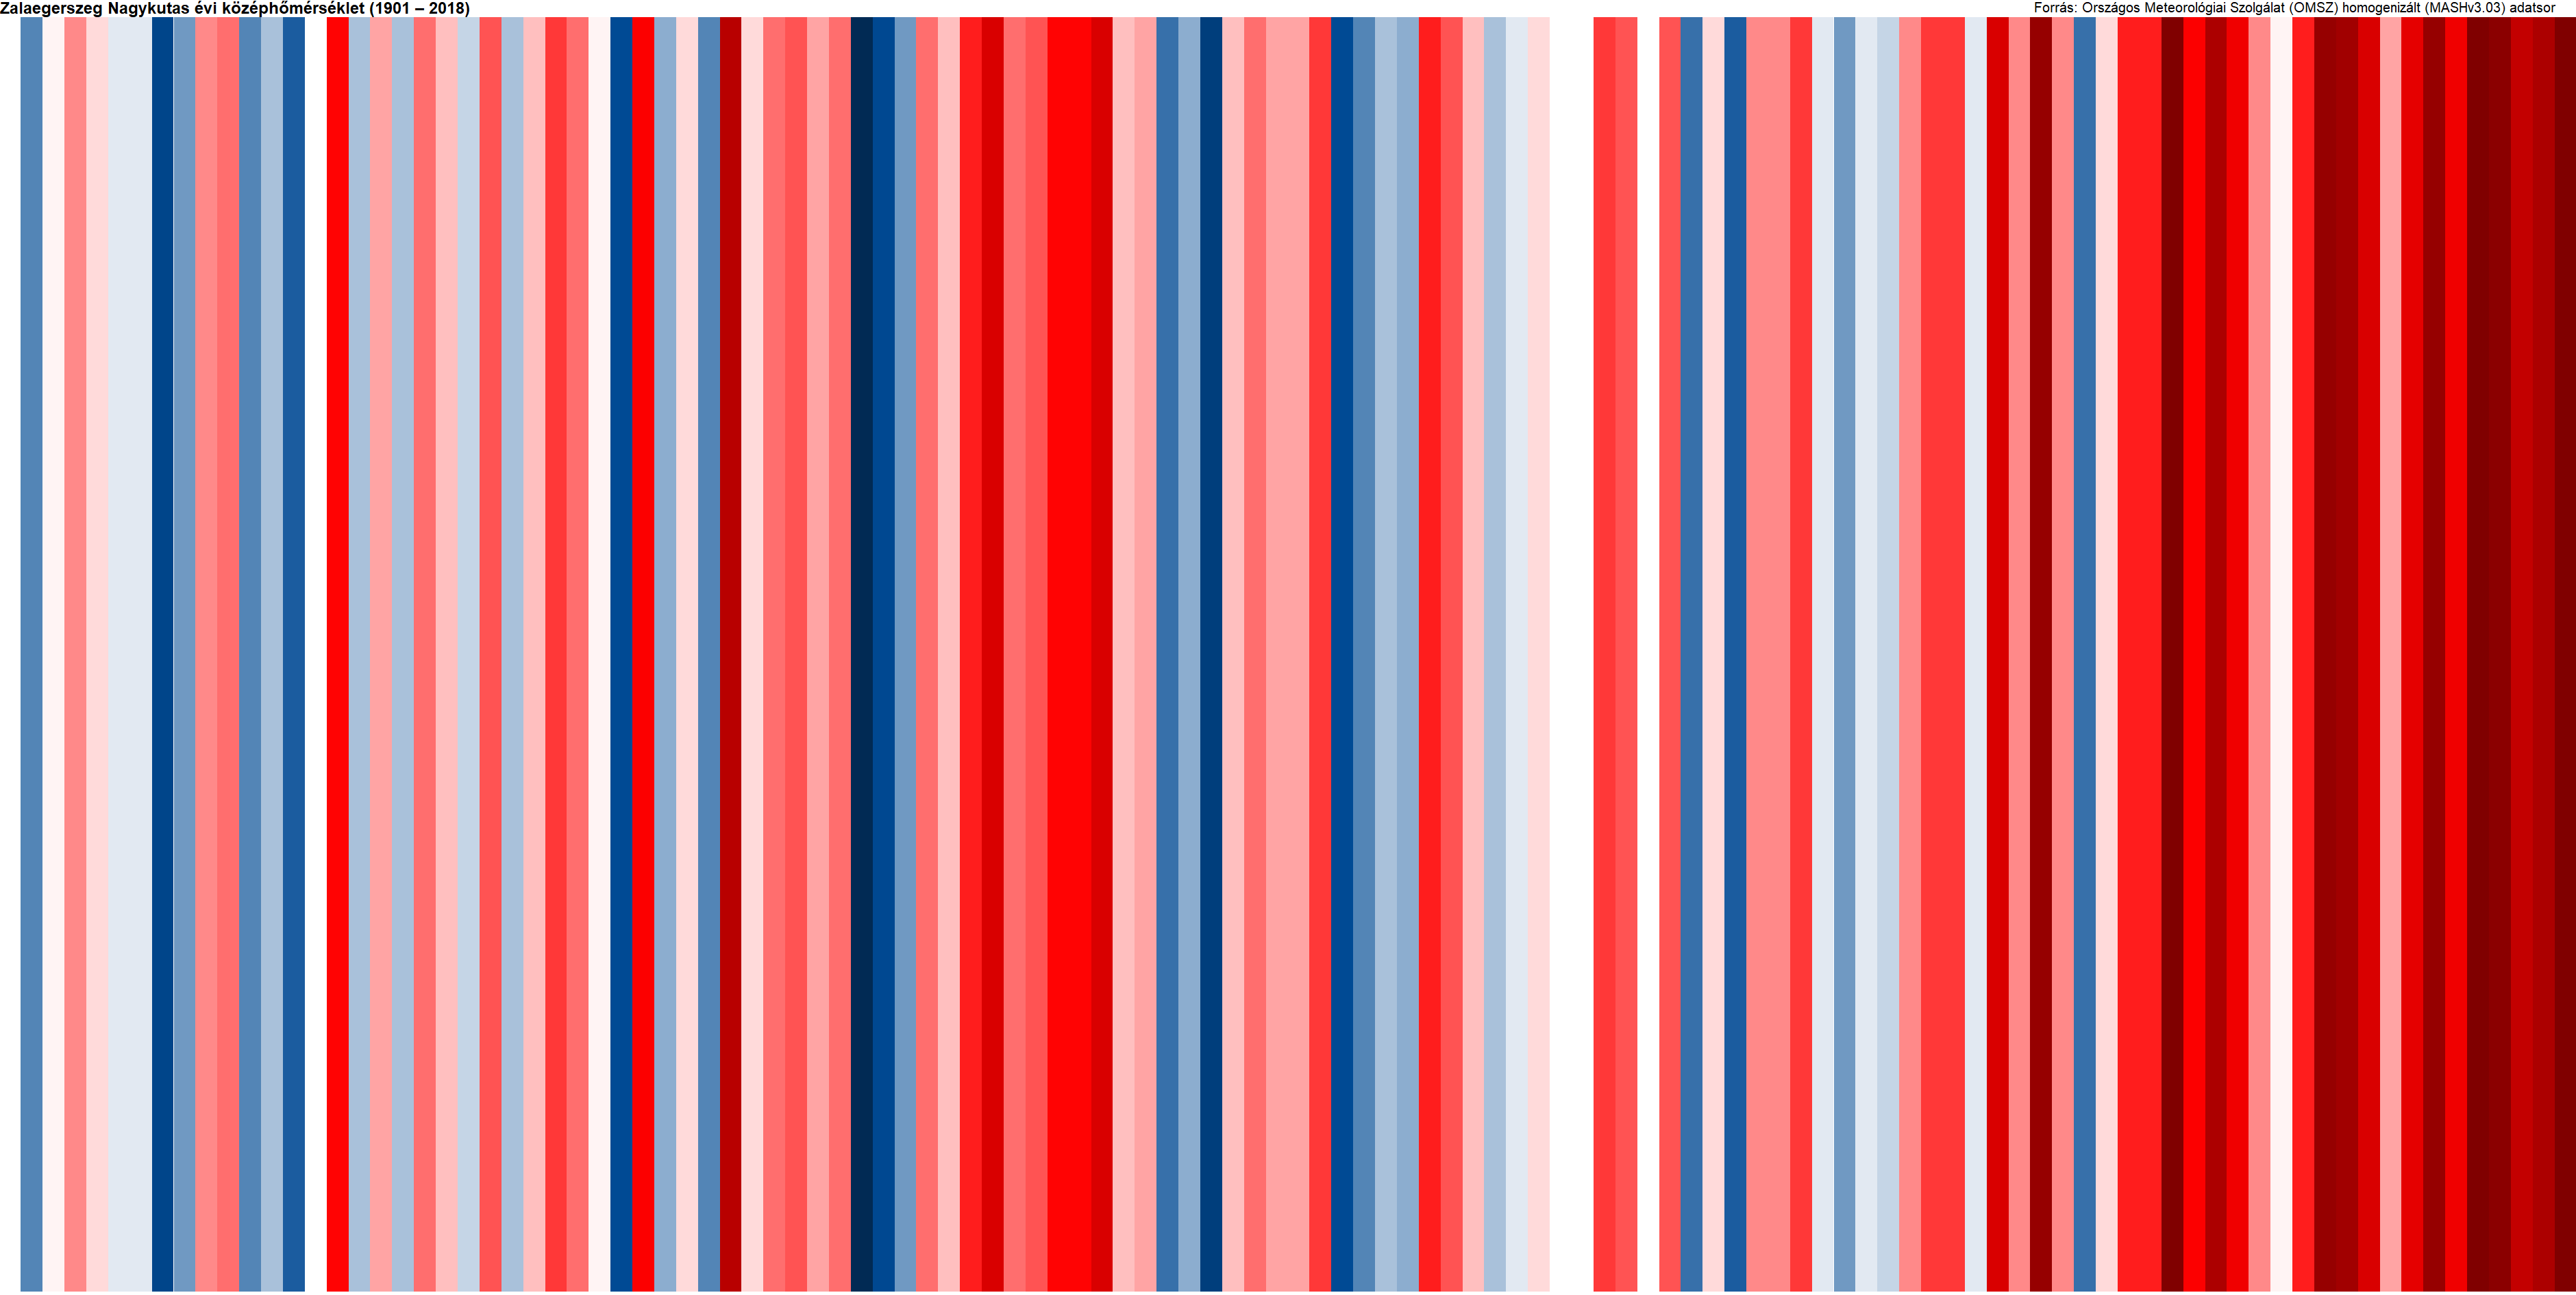 Zalaegerszeg Nagykutas évi középhőmérséklet (1901 – 2018)
Forrás: Országos Meteorológiai Szolgálat (OMSZ) homogenizált (MASHv3.03) adatsor